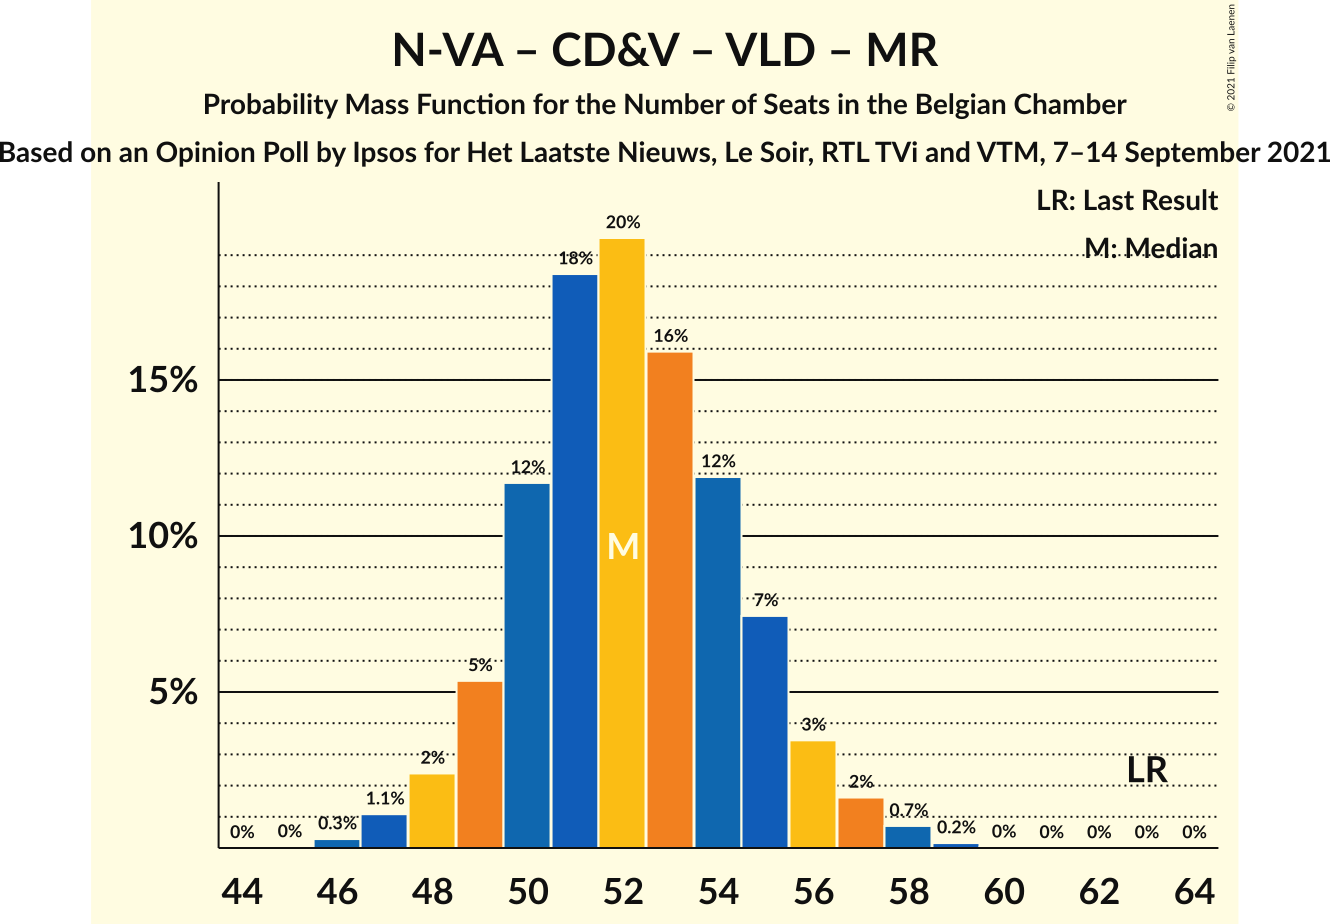 N-VA – CD&V – VLD – MR
Probability Mass Function for the Number of Seats in the Belgian Chamber
Based on an Opinion Poll by Ipsos for Het Laatste Nieuws, Le Soir, RTL TVi and VTM, 7–14 September 2021
© 2021 Filip van Laenen
LR: Last Result
M: Median
15%
10%
5%
0%
0%
0.3%
1.1%
2%
5%
12%
18%
20%
16%
12%
7%
3%
2%
0.7%
0.2%
0%
0%
0%
0%
0%
M
LR
44 46 48 50 52 54 56 58 60 62 64